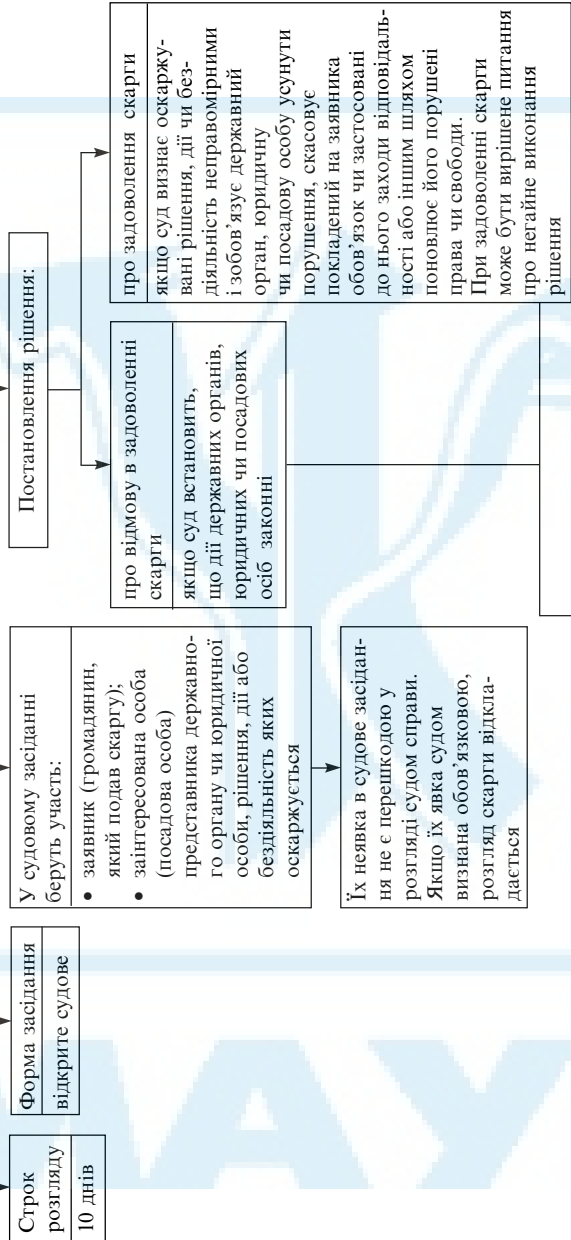 Строк
розгляду
10 днів
Форма засідання
відкрите судове
У судовому засіданні
беруть участь:
• заявник (громадянин,
який подав скаргу);
• заінтересована особа
(посадова особа)
представника державно-
го органу чи юридичної
особи, рішення, дії або
бездіяльність яких
оскаржується
Їх неявка в судове засідан-
ня не є перешкодою у
розгляді судом справи.
Якщо їх явка судом
визнана обов'язковою,
розгляд скарги відкла-
дається
Постановлення рішення:
про відмову в задоволенні
скарги
якщо суд встановить,
що дії державних органів,
юридичних чи посадових
осіб законні
про задоволення скарги
якщо суд визнає оскаржу-
вані рішення, дії чи без-
діяльність неправомірними
і зобов'язує державний
орган, юридичну
чи посадову особу усунути
порушення, скасовує
покладений на заявника
обов'язок чи застосовані
до нього заходи відповідаль-
ності або іншим шляхом
поновлює його порушені
права чи свободи.
При задоволенні скарги
може бути вирішене питання
про негайне виконання
рішення
МАУ